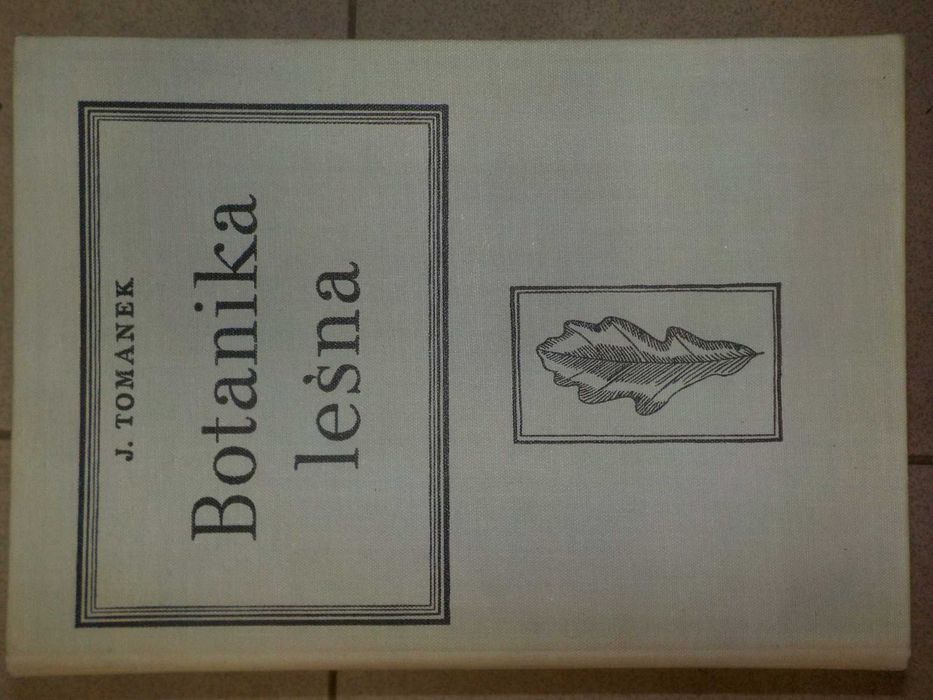 J. TOMANEK
Botanika
leśna